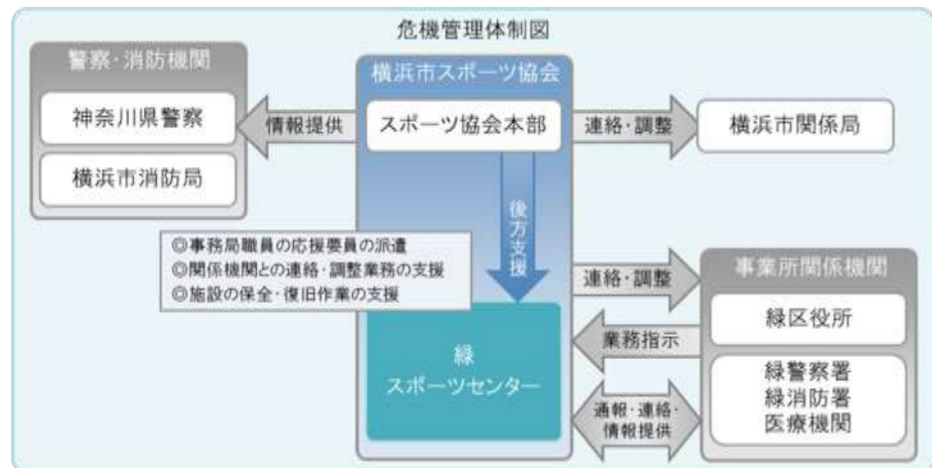 危機管理体制図
警察・消防機関
神奈川県警察
横浜市消防局
情報提供
横浜市スポーツ協会
スポーツ協会本部
連絡・調整
横浜市関係局
後方支援
◎事務局職員の応援要員の派遣
◎関係機関との連絡・調整業務の支援
◎施設の保全・復旧作業の支援
緑
スポーツセンター
連絡・調整
業務指示
通報・連絡・
情報提供
事業所関係機関
緑区役所
緑警察署
緑消防署
医療機関